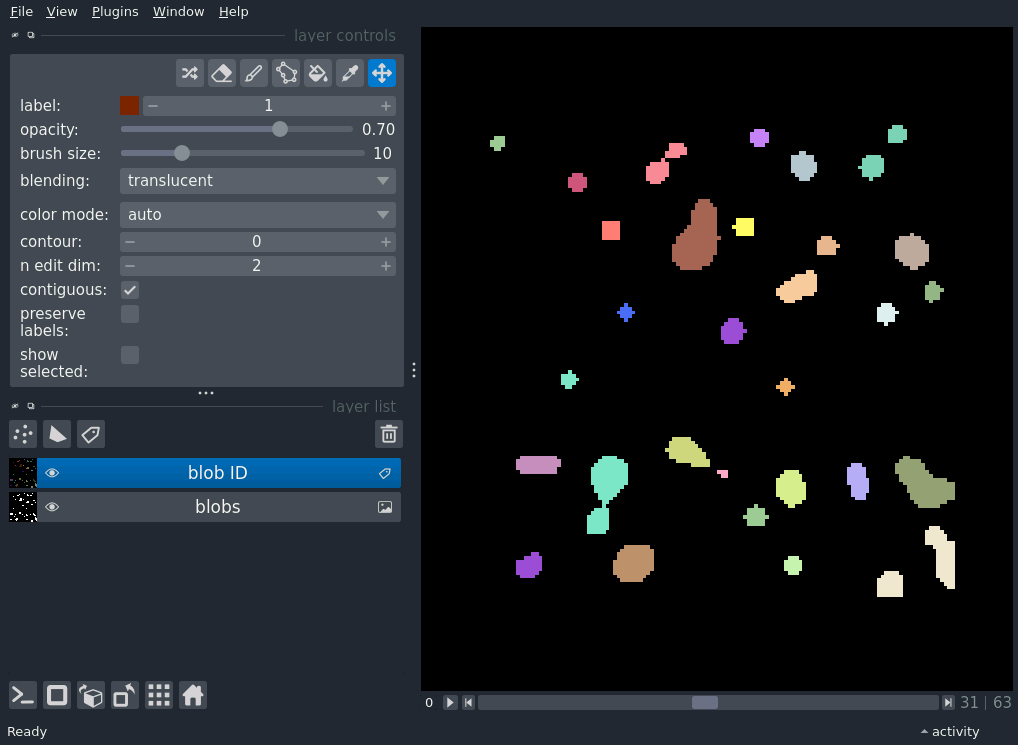 File View Plugins Window Help
layer controls
label: 1
opacity: 0.70
brush size: 10
blending: translucent
color mode: auto
contour: 0
n edit dim: 2
contiguous:
preserve
labels:
show
selected:
layer list
blob ID
blobs
0 31 | 63
Ready activity